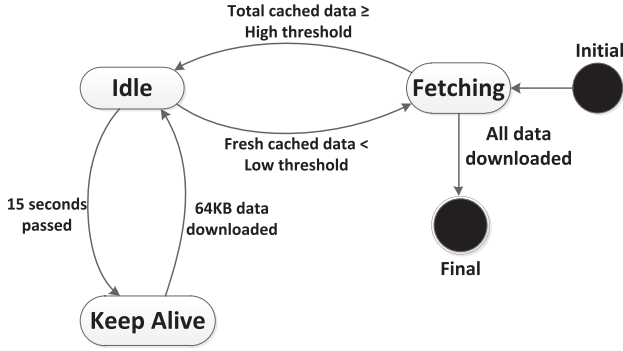 Total cached data ≥
High threshold
Initial
Idle
Fetching
Fresh cached data <
Low threshold
All data
downloaded
15 seconds
passed
64KB data
downloaded
Final
Keep Alive